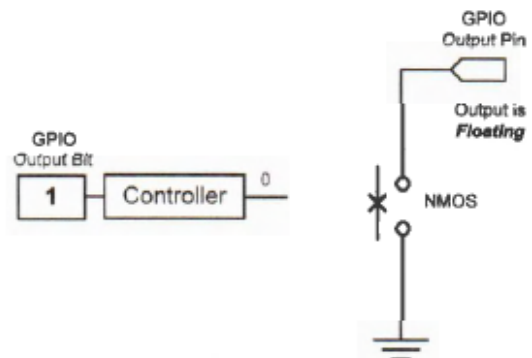 GPIO
Output Pin
Output is
Floating
GPIO
Output Bit
1
Controller
0
NMOS